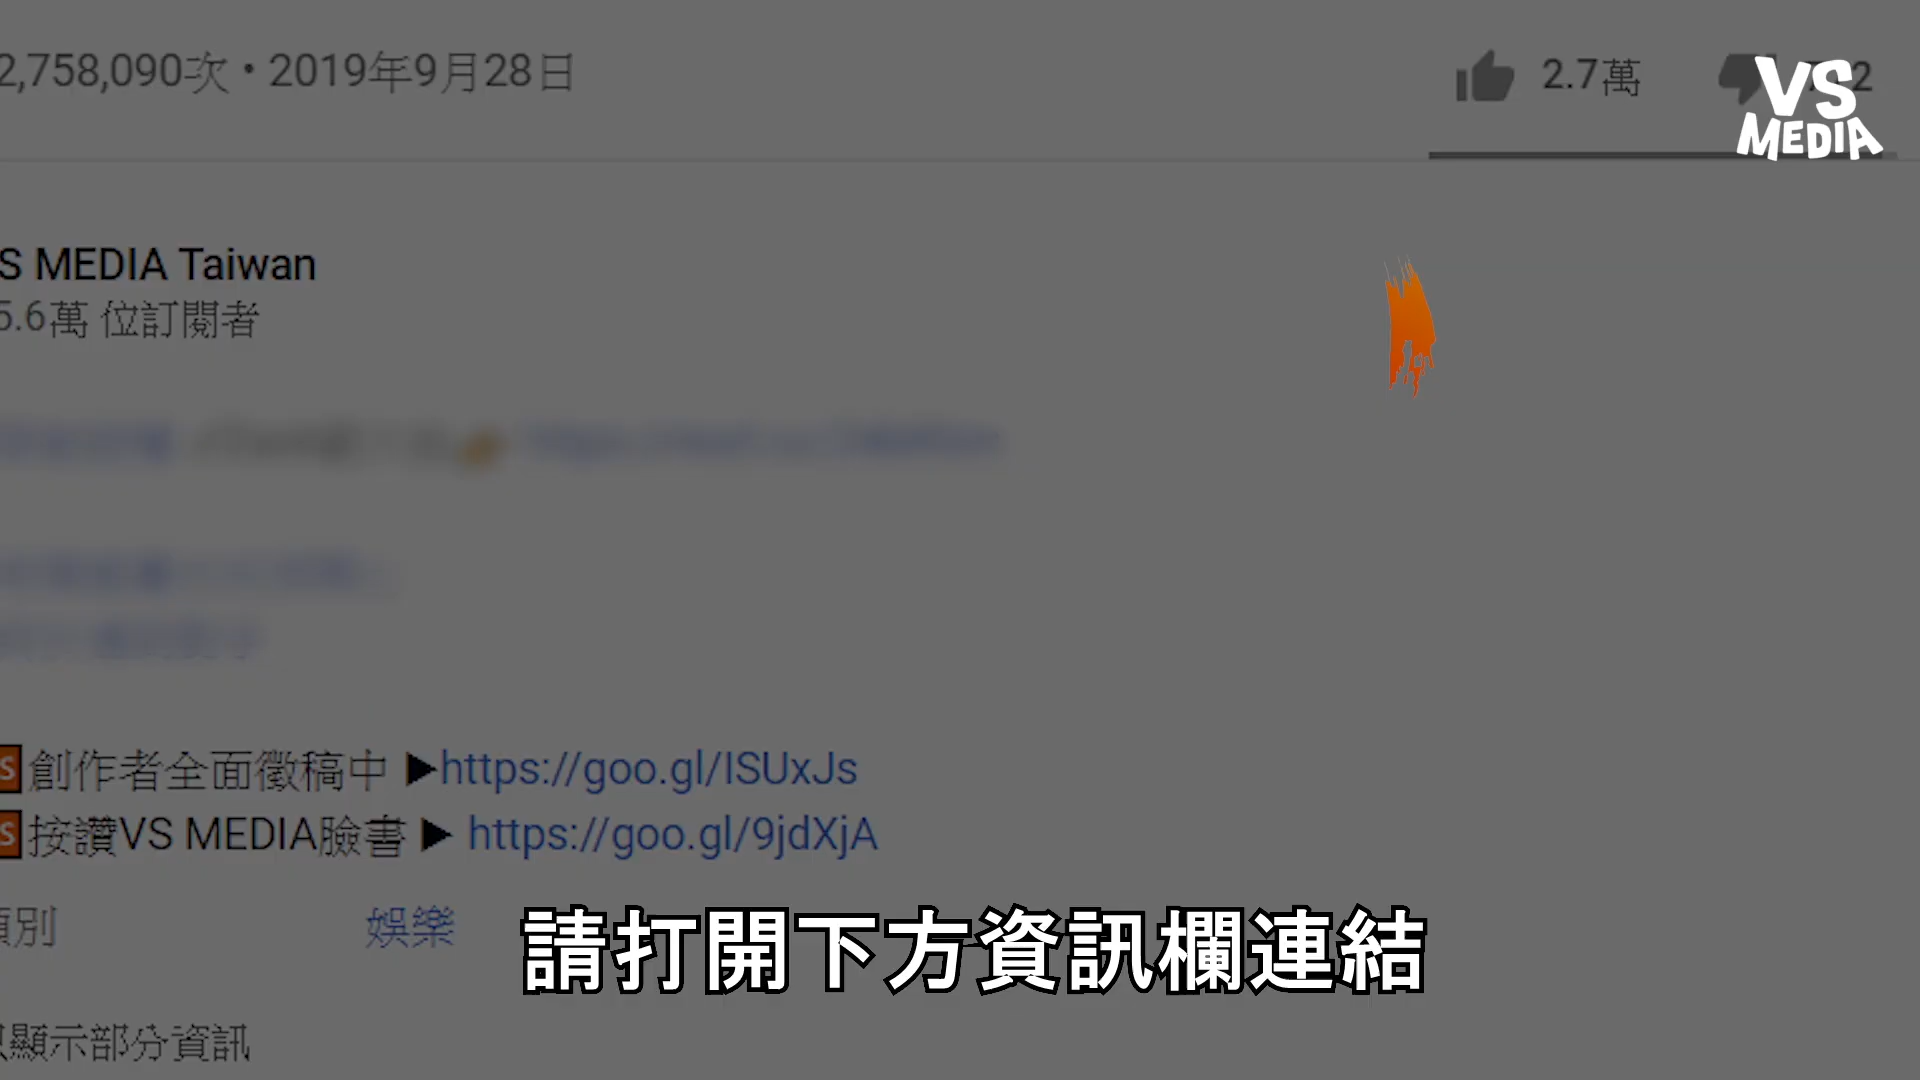 2,758,090次 • 2019年9月28日
2.7萬
2
VS
MEDIA
S MEDIA Taiwan
5.6萬 位訂閱者
S 創作者全面徵稿中 ▶https://goo.gl/ISUxJs
S 按讚VS MEDIA臉書 ▶ https://goo.gl/9jdXjA
別 娛樂
請打開下方資訊欄連結
顯示部分資訊